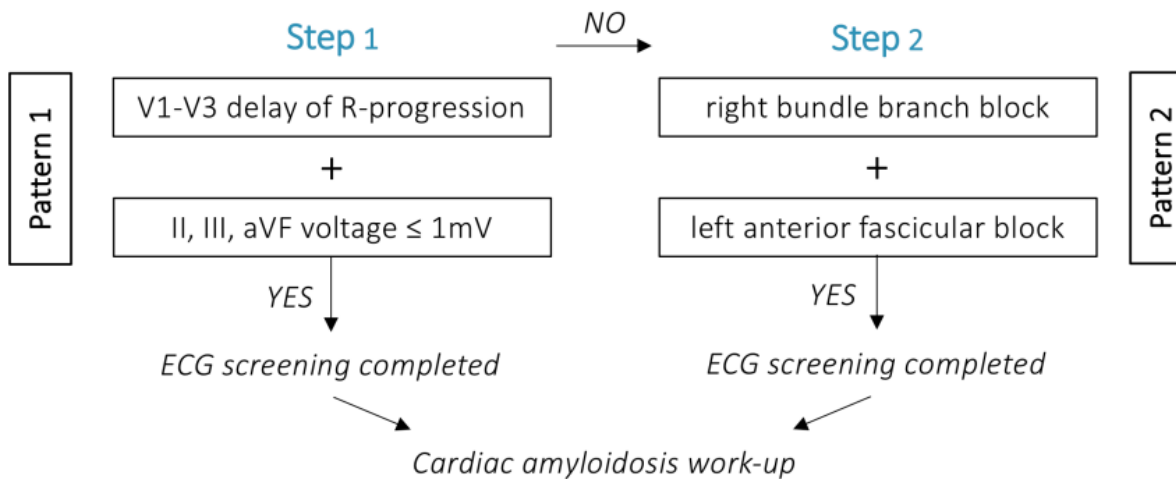 Step 1
NO
Step 2
Pattern 1
V1-V3 delay of R-progression
right bundle branch block
Pattern 2
+
+
II, III, aVF voltage ≤ 1mV
left anterior fascicular block
YES
YES
ECG screening completed
ECG screening completed
Cardiac amyloidosis work-up